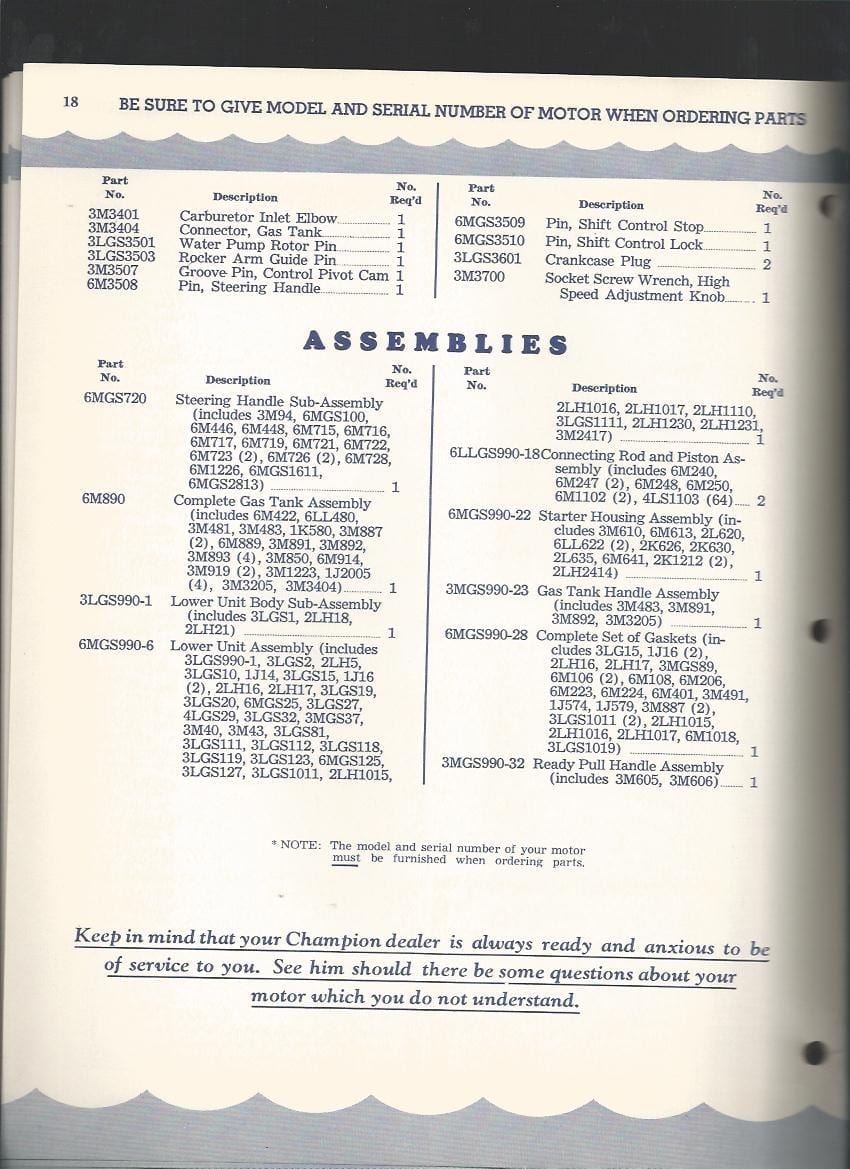 18 BE SURE TO GIVE MODEL AND SERIAL NUMBER OF MOTOR WHEN ORDERING PARTS
Part No. Description No. Req'd
3M3401 Carburetor Inlet Elbow 1
3M3404 Connector, Gas Tank 1
3LGS3501 Water Pump Rotor Pin 1
3LGS3503 Rocker Arm Guide Pin 1
3M3507 Groove Pin, Control Pivot Cam 1
6M3508 Pin, Steering Handle 1
Part No. Description No. Req'd
6MGS3509 Pin, Shift Control Stop 1
6MGS3510 Pin, Shift Control Lock 1
3LGS3601 Crankcase Plug 2
3M3700 Socket Screw Wrench, High
Speed Adjustment Knob 1
ASSEMBLIES
Part No. Description No. Req'd
6MGS720 Steering Handle Sub-Assembly
(includes 3M94, 6MGS100,
6M446, 6M448, 6M715, 6M716,
6M717, 6M719, 6M721, 6M722,
6M723 (2), 6M726 (2), 6M728,
6M1226, 6MGS1611,
6MGS2813) 1
6M890 Complete Gas Tank Assembly
(includes 6M422, 6LL480,
3M481, 3M483, 1K580, 3M887
(2), 6M889, 3M891, 3M892,
3M893 (4), 3M850, 6M914,
3M919 (2), 3M1223, 1J2005
(4), 3M3205, 3M3404) 1
3LGS990-1 Lower Unit Body Sub-Assembly
(includes 3LGS1, 2LH18,
2LH21) 1
6MGS990-6 Lower Unit Assembly (includes
3LGS990-1, 3LGS2, 2LH5,
3LGS10, 1J14, 3LGS15, 1J16
(2), 2LH16, 2LH17, 3LGS19,
3LGS20, 6MGS25, 3LGS27,
4LGS29, 3LGS32, 3MGS37,
3M40, 3M43, 3LGS81,
3LGS111, 3LGS112, 3LGS118,
3LGS119, 3LGS123, 6MGS125,
3LGS127, 3LGS1011, 2LH1015,
Part No. Description No. Req'd
2LH1016, 2LH1017, 2LH1110,
3LGS1111, 2LH1230, 2LH1231,
3M2417) 1
6LLGS990-18 Connecting Rod and Piston As-
sembly (includes 6M240,
6M247 (2), 6M248, 6M250,
6M1102 (2), 4LS1103 (64) 2
6MGS990-22 Starter Housing Assembly (in-
cludes 3M610, 6M613, 2L620,
6LL622 (2), 2K626, 2K630,
2L635, 6M641, 2K1212 (2),
2LH2414) 1
3MGS990-23 Gas Tank Handle Assembly
(includes 3M483, 3M891,
3M892, 3M3205) 1
6MGS990-28 Complete Set of Gaskets (in-
cludes 3LG15, 1J16 (2),
2LH16, 2LH17, 3MGS89,
6M106 (2), 6M108, 6M206,
6M223, 6M224, 6M401, 3M491,
1J574, 1J579, 3M887 (2),
3LGS1011 (2), 2LH1015,
2LH1016, 2LH1017, 6M1018,
3LGS1019) 1
3MGS990-32 Ready Pull Handle Assembly
(includes 3M605, 3M606) 1
* NOTE: The model and serial number of your motor
must be furnished when ordering parts.
Keep in mind that your Champion dealer is always ready and anxious to be
of service to you. See him should there be some questions about your
motor which you do not understand.